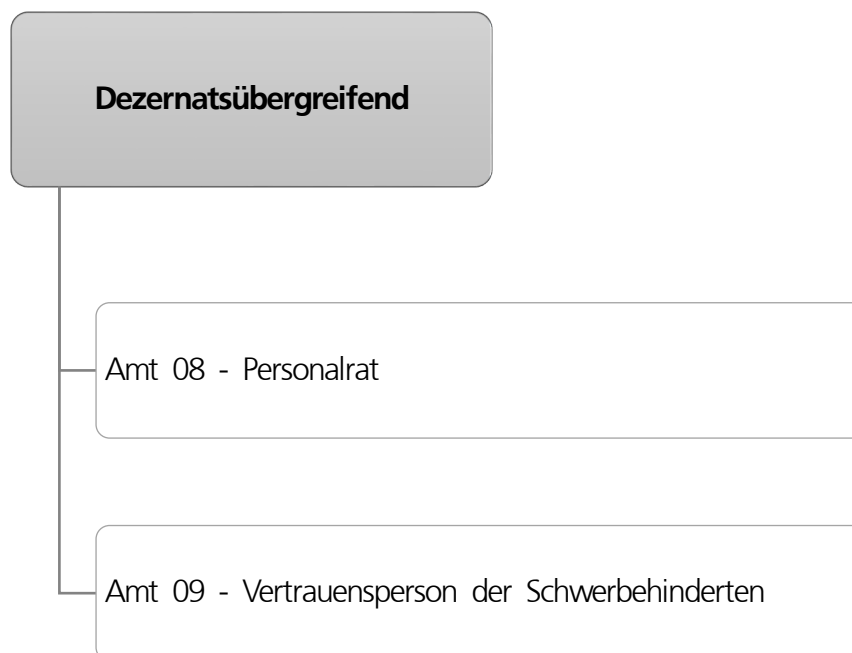 Dezernatsübergreifend
Amt 08 - Personalrat
Amt 09 - Vertrauensperson der Schwerbehinderten